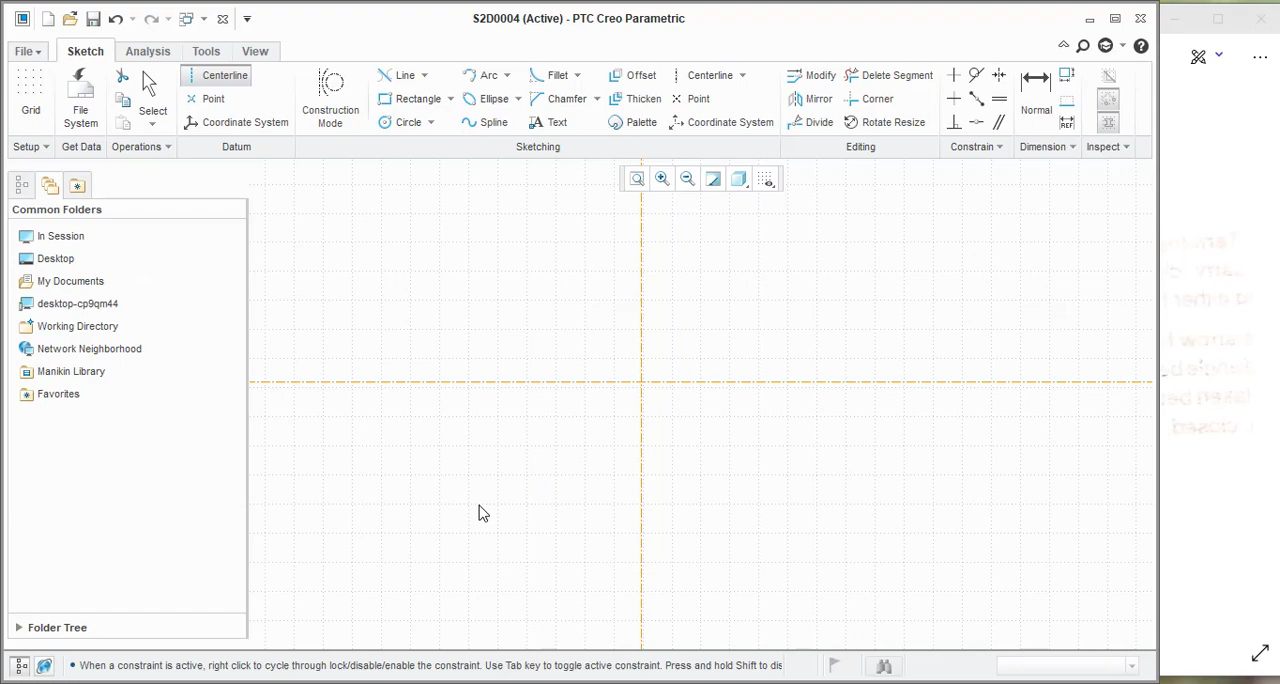 S2D0004 (Active) - PTC Creo Parametric
File Sketch Analysis Tools View
Centerline Line Arc Fillet Offset Centerline Modify Delete Segment
Point Rectangle Ellipse Chamfer Thicken Point Mirror Corner
Grid File System Select Construction Mode Normal
Coordinate System Circle Spline Text Palette Coordinate System Divide Rotate Resize REF
Setup Get Data Operations Datum Sketching Editing Constrain Dimension Inspect
Common Folders
In Session
Desktop
My Documents
desktop-cp9qm44
Working Directory
Network Neighborhood
Manikin Library
Favorites
Folder Tree
When a constraint is active, right click to cycle through lock/disable/enable the constraint. Use Tab key to toggle active constraint. Press and hold Shift to dis